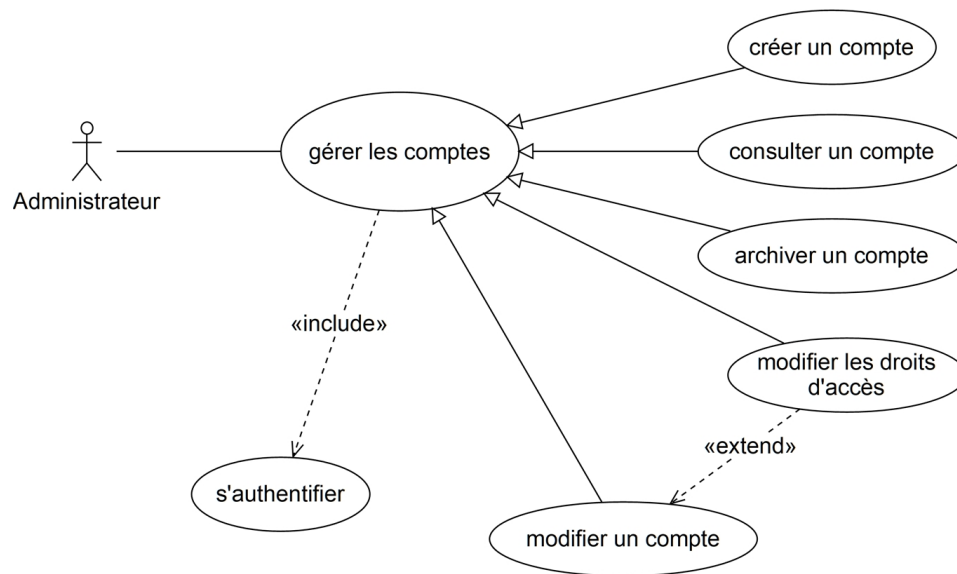 créer un compte
gérer les comptes
consulter un compte
Administrateur
archiver un compte
«include»
modifier les droits
d'accès
«extend»
s'authentifier
modifier un compte